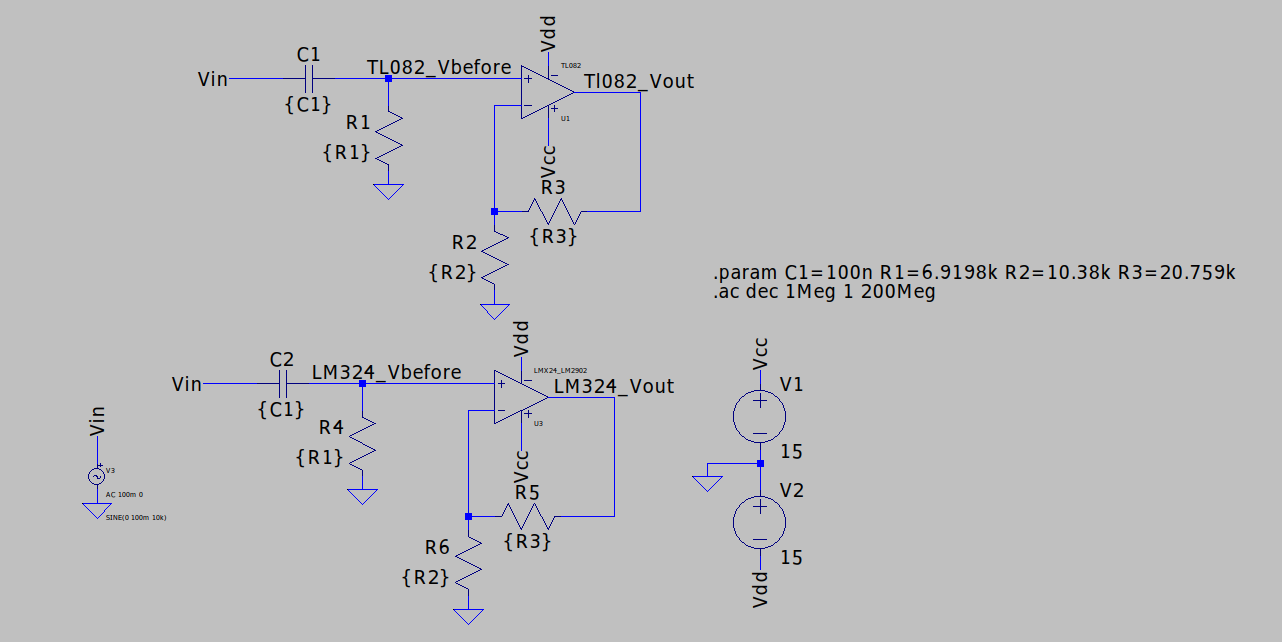 Vdd
C1
TL082
Vin
TL082_Vbefore
Tl082_Vout
+
−
−
+
{C1}
U1
R1
{R1}
Vcc
R3
R2
{R3}
{R2}
.param C1=100n R1=6.9198k R2=10.38k R3=20.759k
.ac dec 1Meg 1 200Meg
Vdd
C2
Vcc
LM324_Vbefore
LMX24_LM2902
Vin
LM324_Vout
V1
+
−
−
+
+
−
{C1}
U3
Vin
R4
{R1}
Vcc
15
+
V3
R5
V2
AC 100m 0
+
−
SINE(0 100m 10k)
R6
{R3}
15
{R2}
Vdd